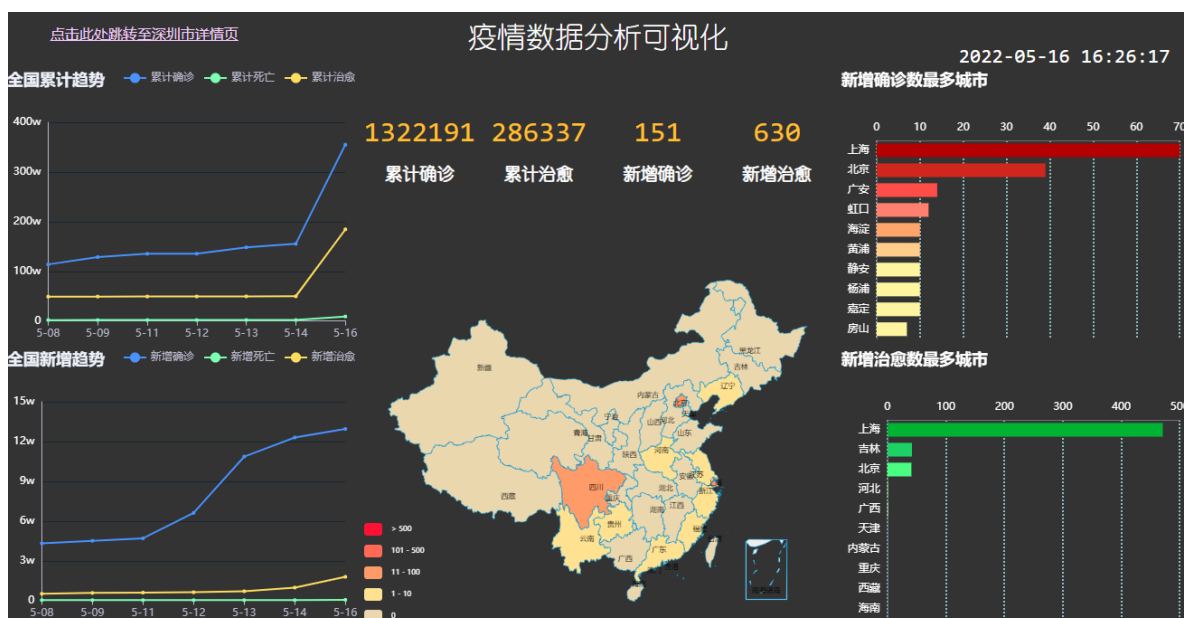 点击此处跳转至深圳市详情页
疫情数据分析可视化
2022-05-16 16:26:17
全国累计趋势 累计确诊 累计死亡 累计治愈
400w
300w
200w
100w
0
5-08 5-09 5-11 5-12 5-13 5-14 5-16
全国新增趋势 新增确诊 新增死亡 新增治愈
15w
12w
9w
6w
3w
0
5-08 5-09 5-11 5-12 5-13 5-14 5-16
1322191 286337 151 630
累计确诊 累计治愈 新增确诊 新增治愈
黑龙江
吉林
新疆
辽宁
内蒙古
北京
宁夏
山西 河北
青海 甘肃
山东
陕西
河南
四川
西藏
重庆
湖北
安徽
浙江
湖南
江西
贵州
云南
广西
广东
> 500
101 - 500
11 - 100
1 - 10
0
新增确诊数最多城市
0 10 20 30 40 50 60 70
上海
北京
广安
虹口
海淀
黄浦
静安
杨浦
嘉定
房山
新增治愈数最多城市
0 100 200 300 400 500
上海
吉林
北京
河北
广西
天津
内蒙古
重庆
西藏
海南